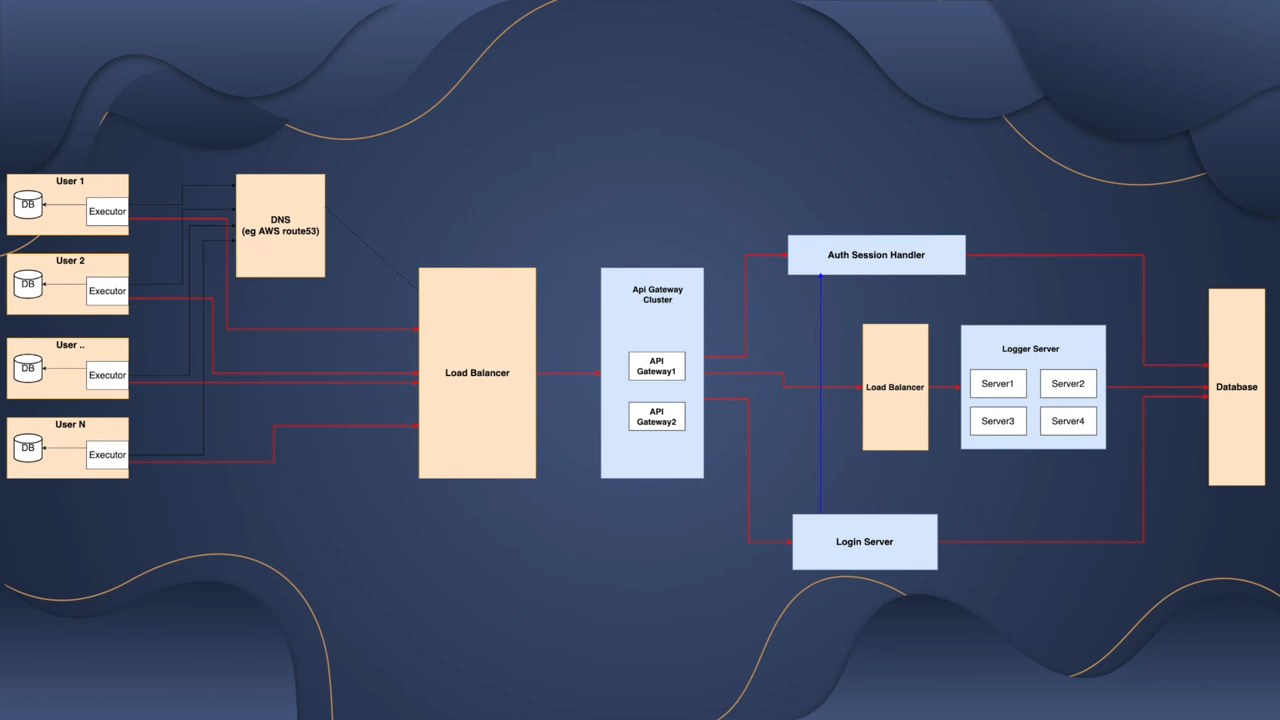 User 1
DB
Executor
User 2
DB
Executor
User ..
DB
Executor
User N
DB
Executor
DNS
(eg AWS route53)
Load Balancer
Api Gateway
Cluster
API
Gateway1
API
Gateway2
Auth Session Handler
Load Balancer
Logger Server
Server1
Server2
Server3
Server4
Login Server
Database